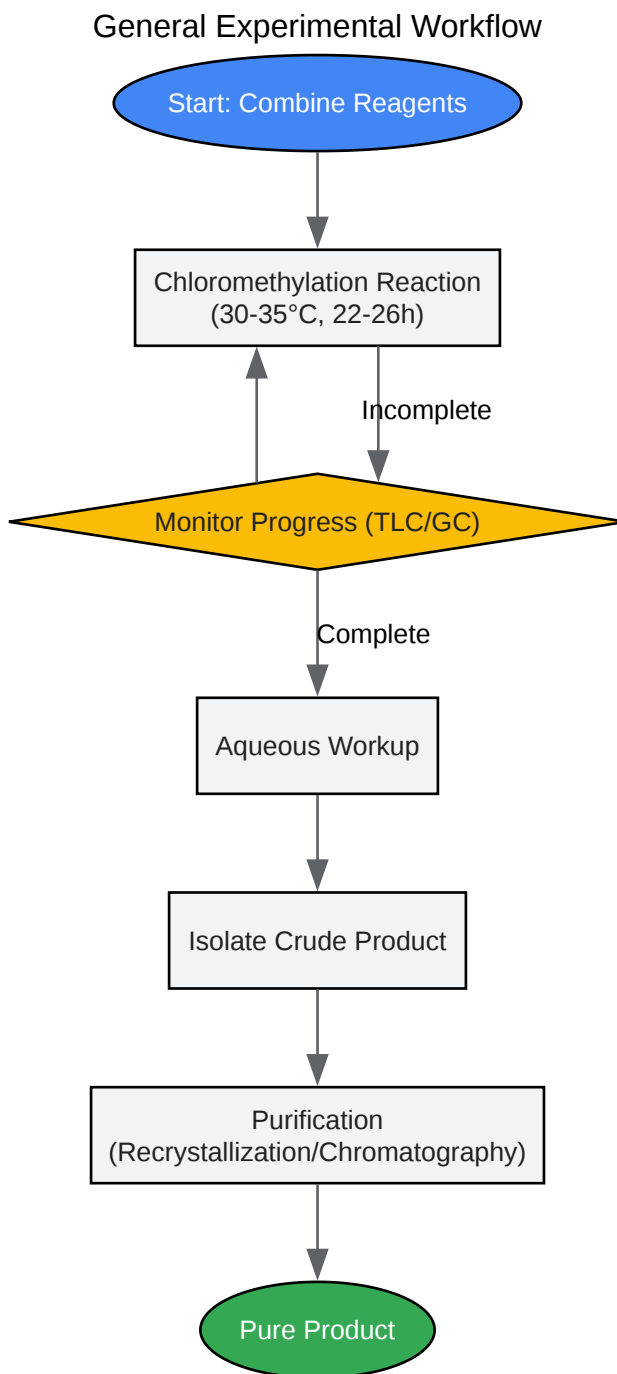 General Experimental Workflow
Start: Combine Reagents
Chloromethylation Reaction
(30-35°C, 22-26h)
Incomplete
Monitor Progress (TLC/GC)
Complete
Aqueous Workup
Isolate Crude Product
Purification
(Recrystallization/Chromatography)
Pure Product